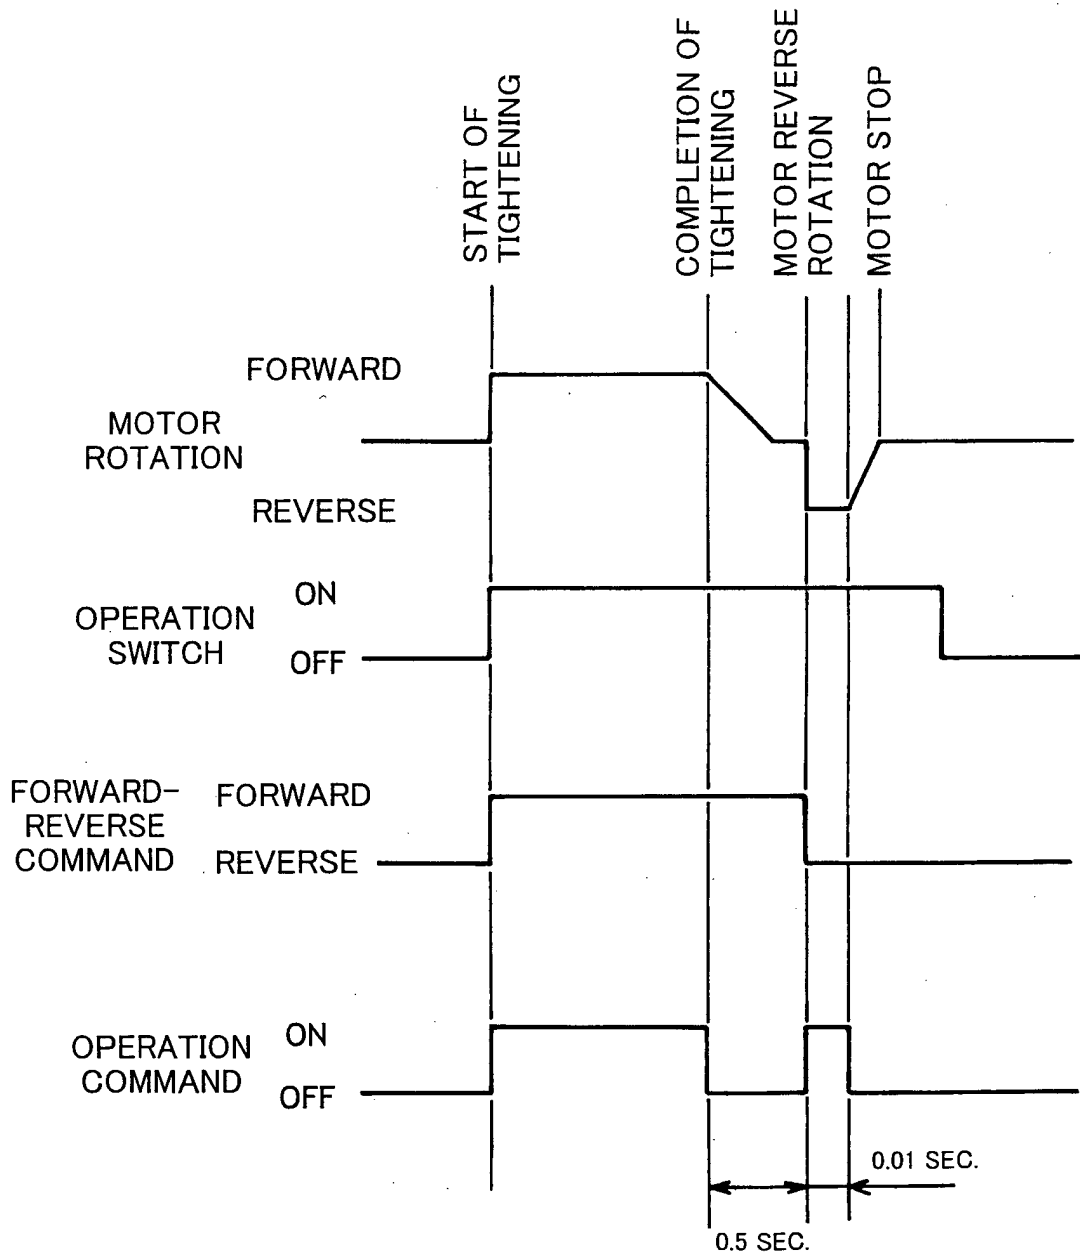 START OF
TIGHTENING
COMPLETION OF
TIGHTENING
MOTOR REVERSE
ROTATION
MOTOR STOP
FORWARD
MOTOR
ROTATION
REVERSE
ON
OPERATION
SWITCH
OFF
FORWARD-
REVERSE
COMMAND
FORWARD
REVERSE
ON
OPERATION
COMMAND
OFF
0.01 SEC.
0.5 SEC.